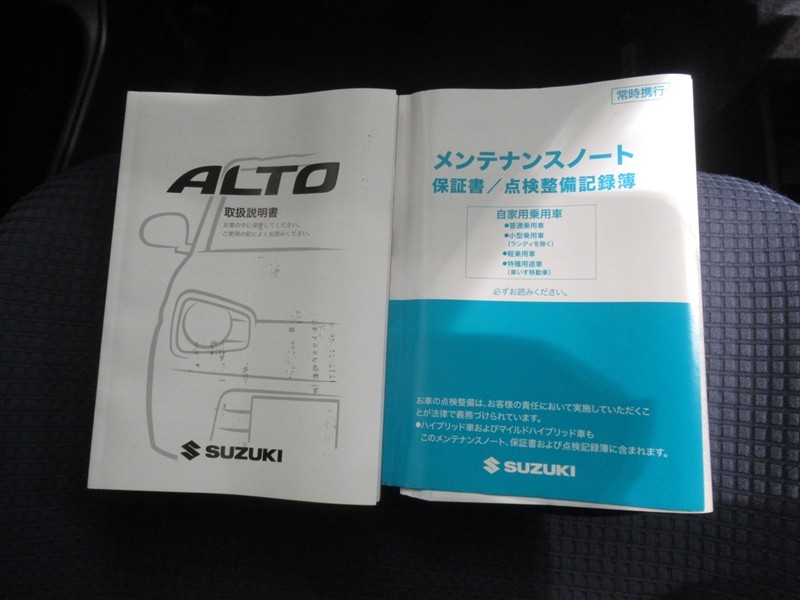 ALTO
取扱説明書
お車の中に保管してください。
ご使用の前によくお読みください。
SUZUKI
常時携行
メンテナンスノート
保証書／点検整備記録簿
自家用乗用車
●普通乗用車
●小型乗用車
(ランディを除く)
●軽乗用車
●特種用途車
(車いす移動車)
必ずお読みください。
お車の点検整備は、お客様の責任において実施していただくこ
とが法律で義務づけられています。
●ハイブリッド車およびマイルドハイブリッド車も
このメンテナンスノート、保証書および点検記録簿に含まれます。
SUZUKI